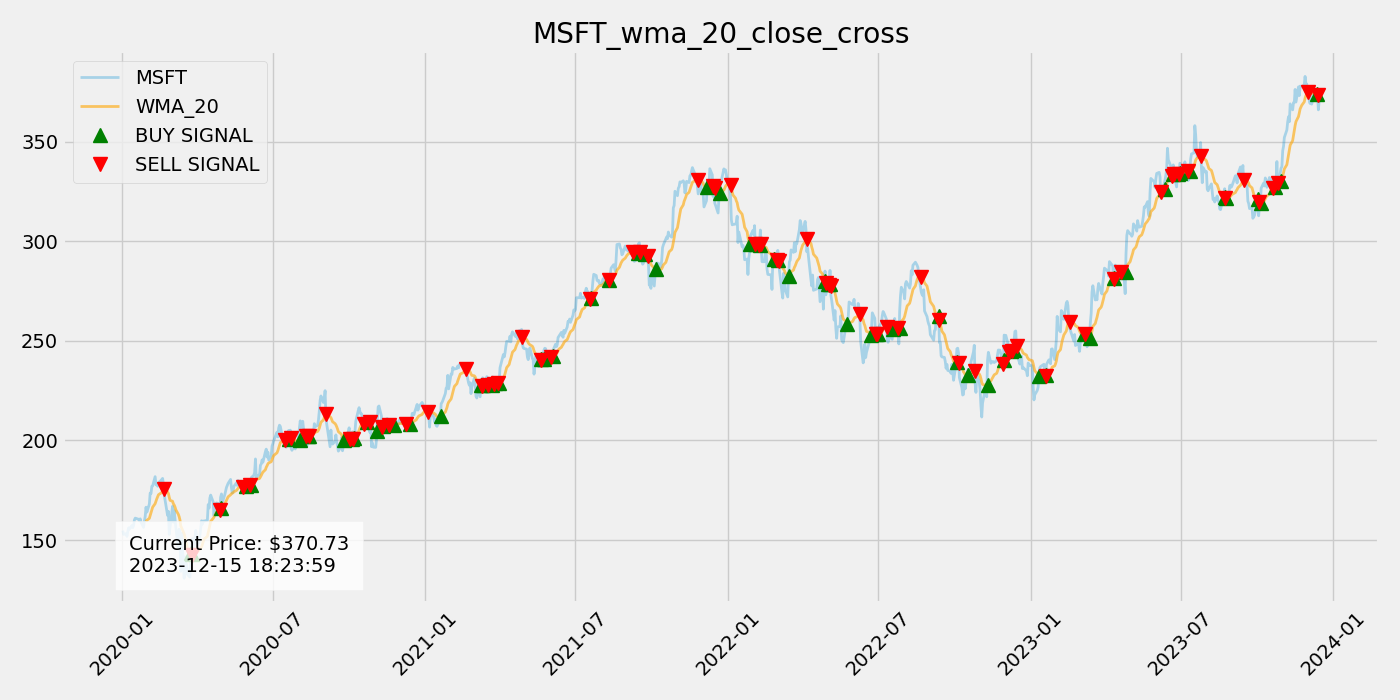 MSFT_wma_20_close_cross
MSFT
WMA_20
BUY SIGNAL
SELL SIGNAL
350
300
250
200
150
Current Price: $370.73
2023-12-15 18:23:59
2020-01
2020-07
2021-01
2021-07
2022-01
2022-07
2023-01
2023-07
2024-01